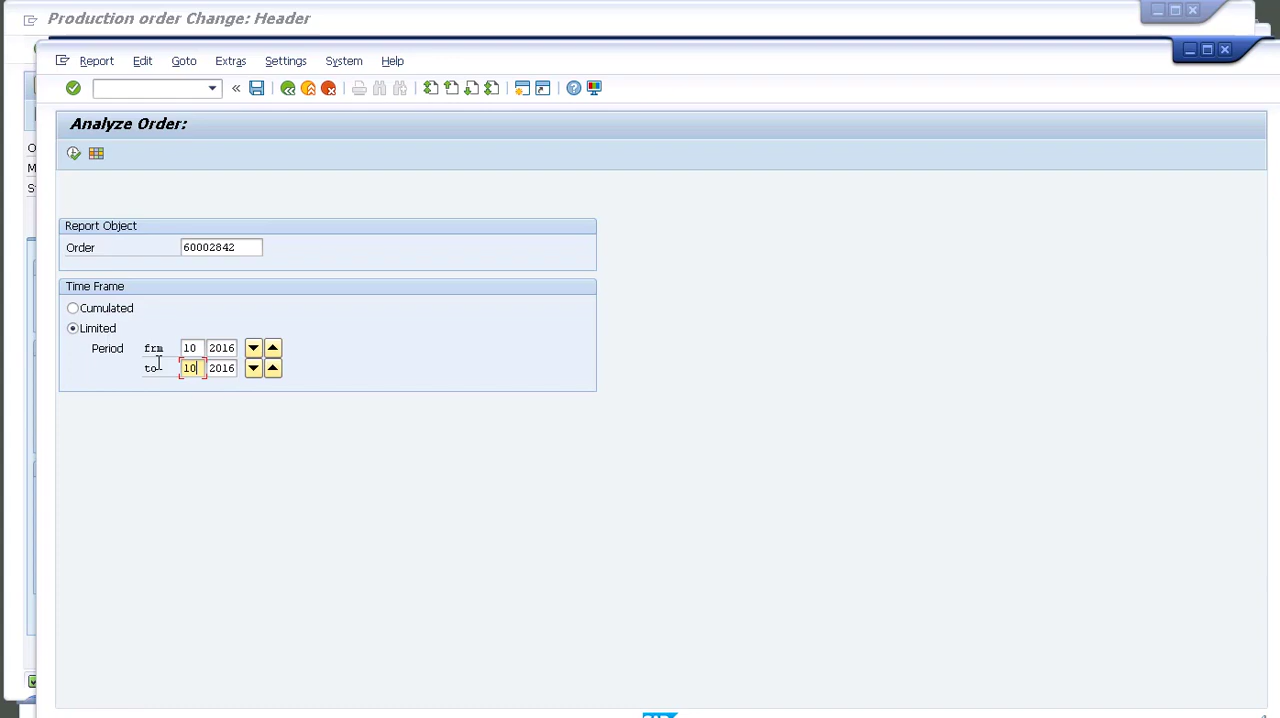 Production order Change: Header
Report Edit Goto Extras Settings System Help
Analyze Order:
Report Object
Order 60002842
Time Frame
Cumulated
Limited
Period frm 10 2016
to 10 2016